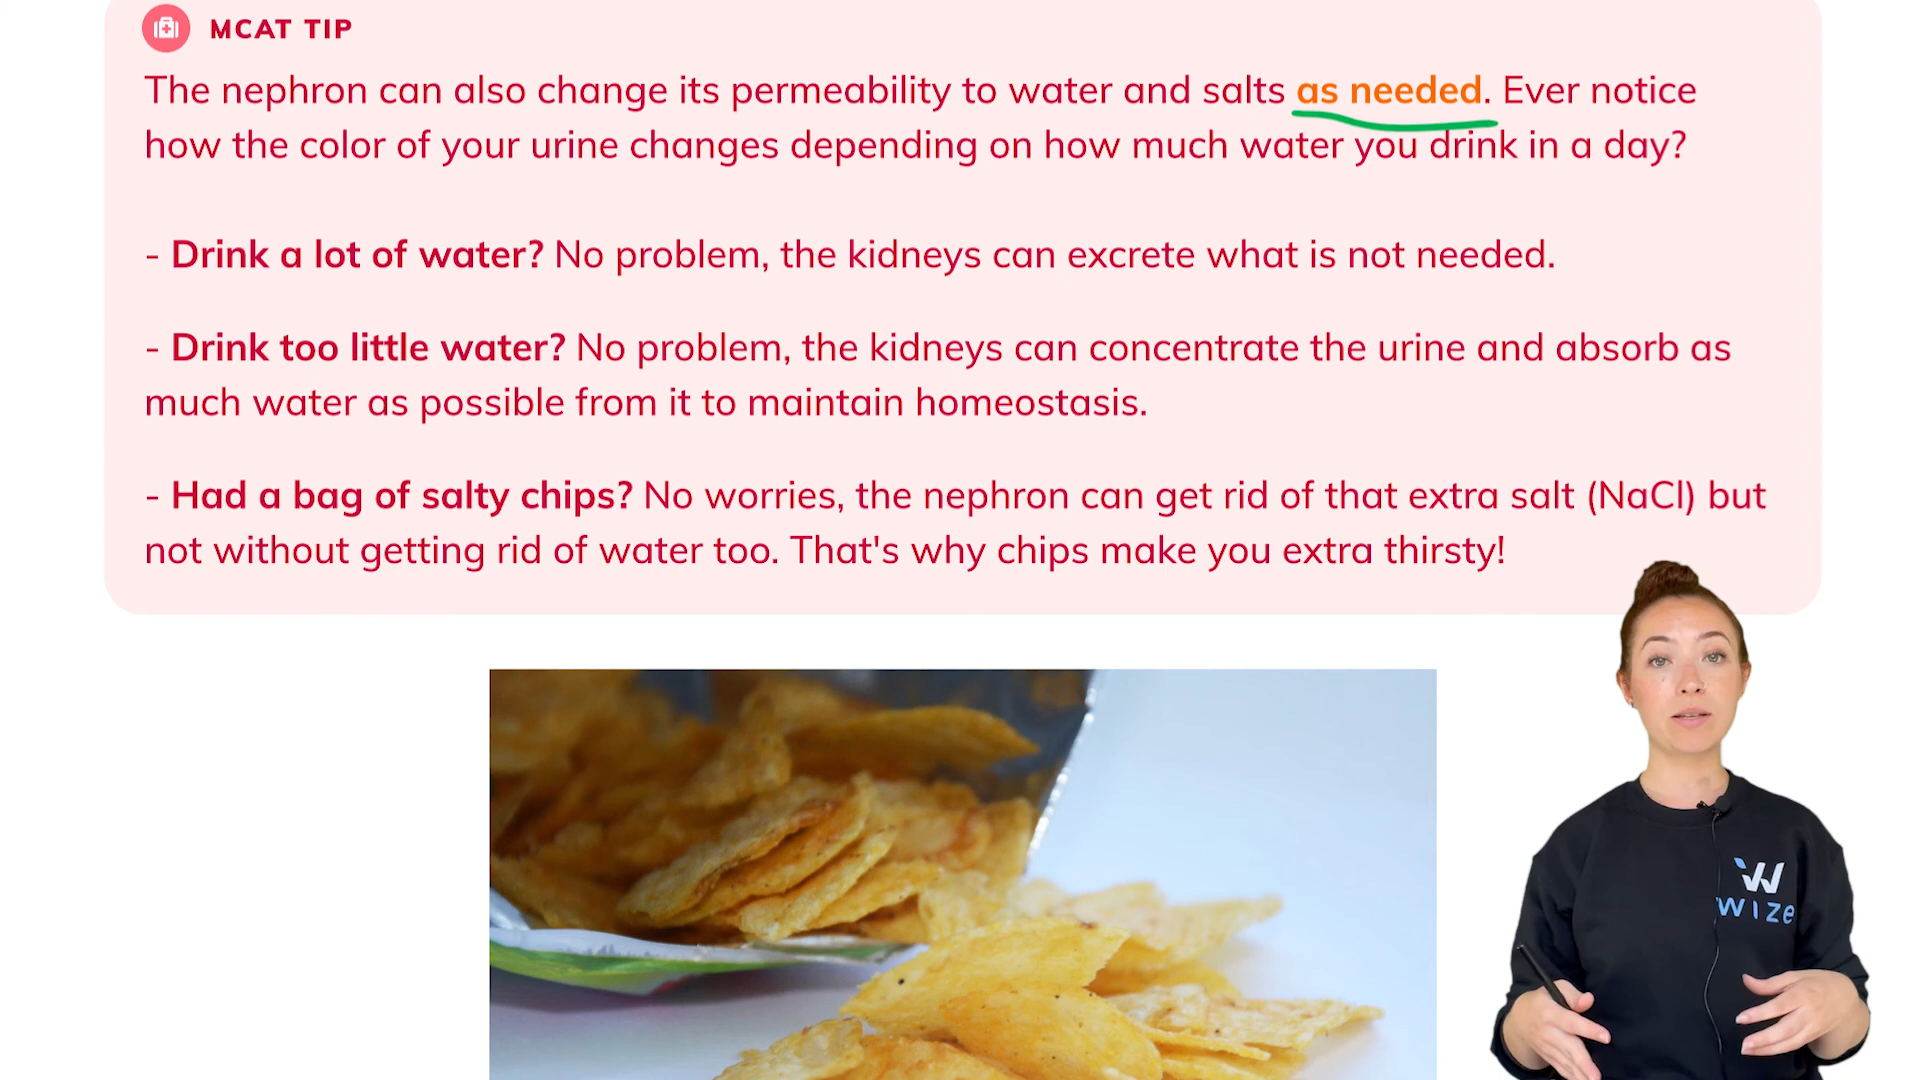 MCAT TIP
The nephron can also change its permeability to water and salts as needed. Ever notice
how the color of your urine changes depending on how much water you drink in a day?
- Drink a lot of water? No problem, the kidneys can excrete what is not needed.
- Drink too little water? No problem, the kidneys can concentrate the urine and absorb as
much water as possible from it to maintain homeostasis.
- Had a bag of salty chips? No worries, the nephron can get rid of that extra salt (NaCl) but
not without getting rid of water too. That's why chips make you extra thirsty!
wize